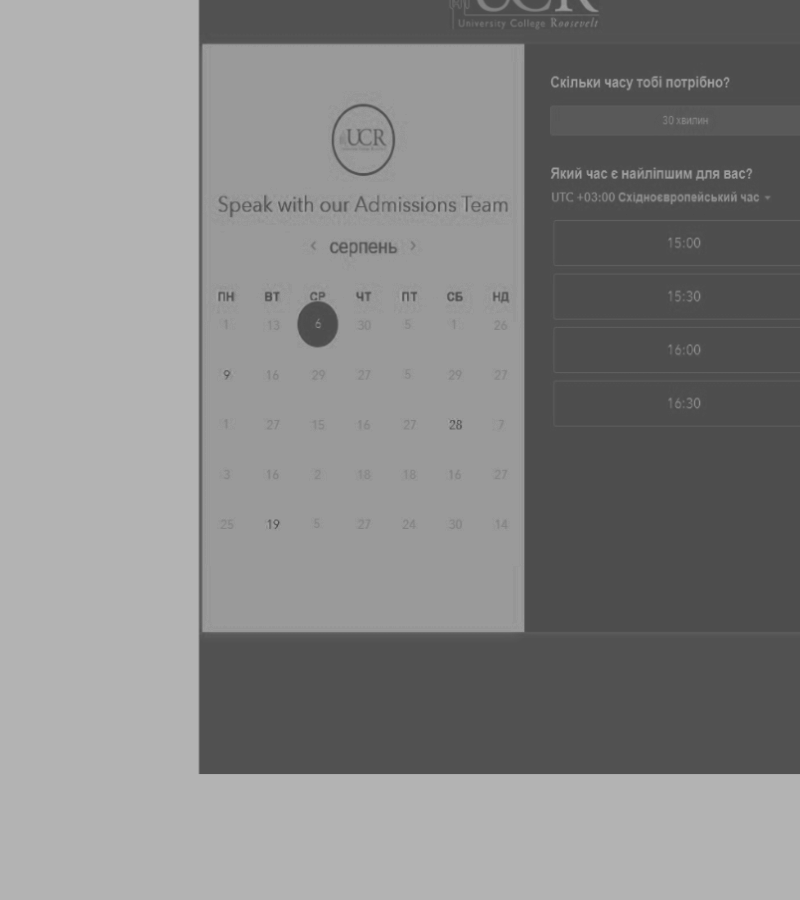 UCR
University College Roosevelt
UCR
Speak with our Admissions Team
‹ серпень ›
ПН ВТ СР ЧТ ПТ СБ НД
1 13 6 30 5 1 26
9 16 29 27 5 29 27
1 27 15 16 27 28 7
3 16 2 18 18 16 27
25 19 5 27 24 30 14
Скільки часу тобі потрібно?
30 хвилин
Який час є найліпшим для вас?
UTC +03:00 Східноєвропейський час
15:00
15:30
16:00
16:30